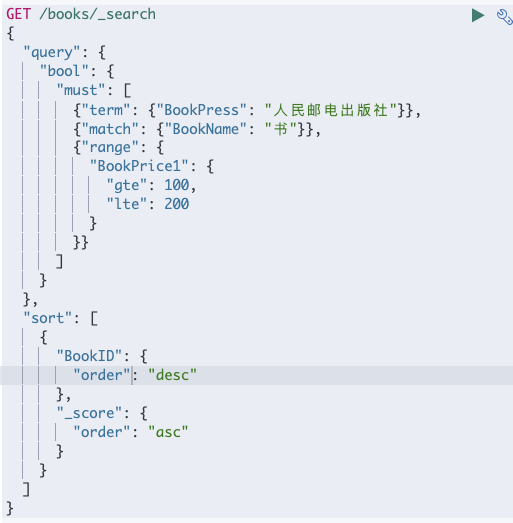 GET /books/_search
{
  "query": {
    "bool": {
      "must": [
        {"term": {"BookPress": "人民邮电出版社"}},
        {"match": {"BookName": "书"}},
        {"range": {
          "BookPrice1": {
            "gte": 100,
            "lte": 200
          }
        }}
      ]
    }
  },
  "sort": [
    {
      "BookID": {
        "order": "desc"
      },
      "_score": {
        "order": "asc"
      }
    }
  ]
}